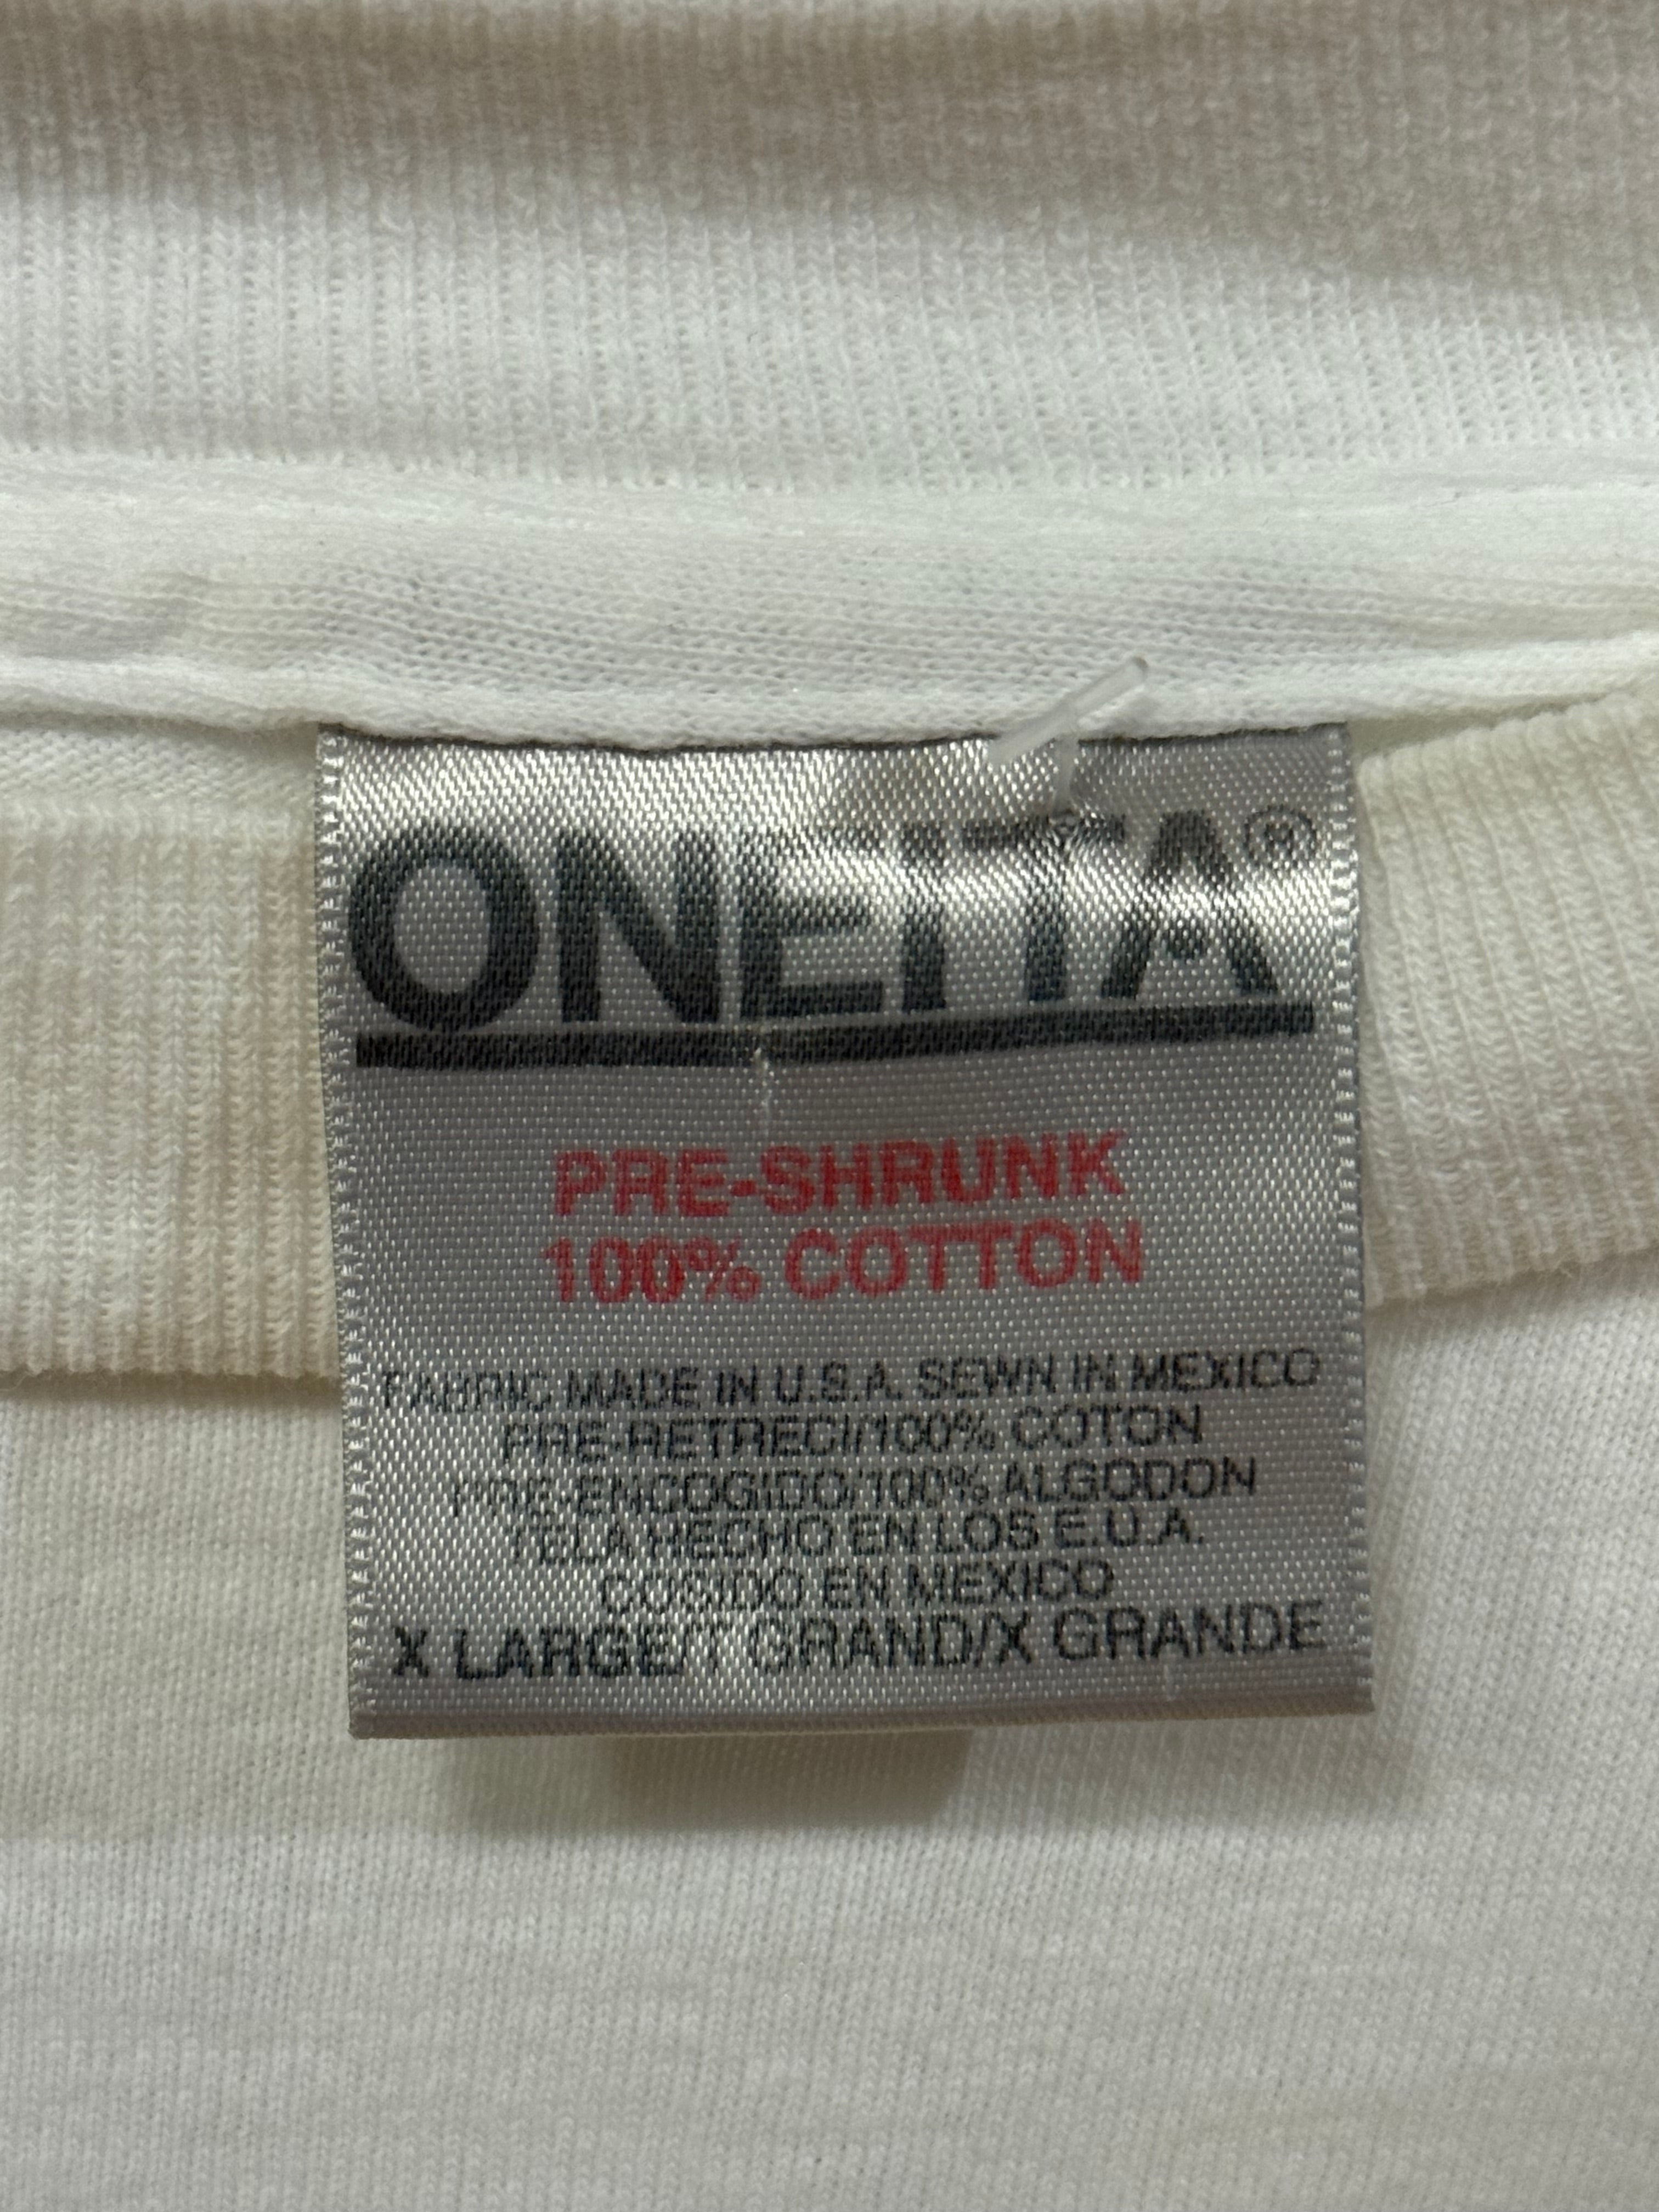 ONEITA®
PRE-SHRUNK
100% COTTON
FABRIC MADE IN U.S.A. SEWN IN MEXICO
PRE-RETRECI/100% COTON
PRE-ENCOGIDO/100% ALGODON
TELA HECHO EN LOS E.U.A.
COSIDO EN MEXICO
X LARGE/T GRAND/X GRANDE